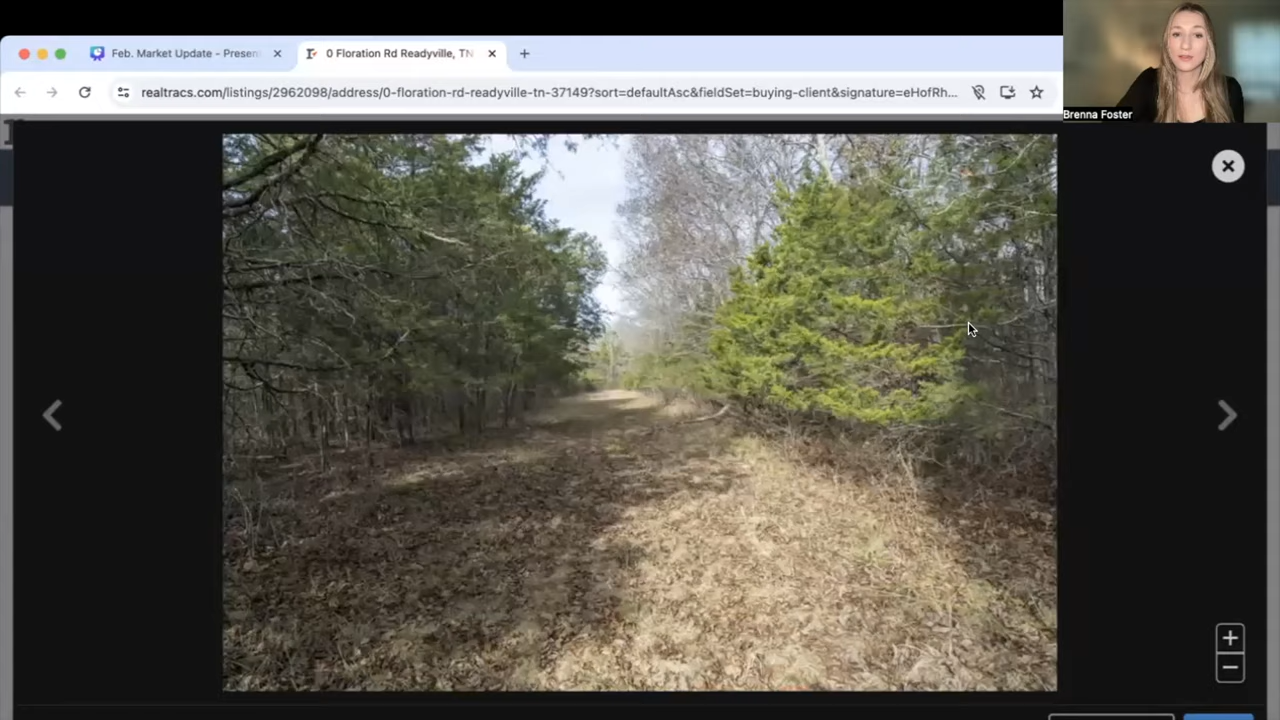 Feb. Market Update - Presen
0 Floration Rd Readyville, TN
realtracs.com/listings/2962098/address/0-floration-rd-readyville-tn-37149?sort=defaultAsc&fieldSet=buying-client&signature=eHofRh...
Brenna Foster